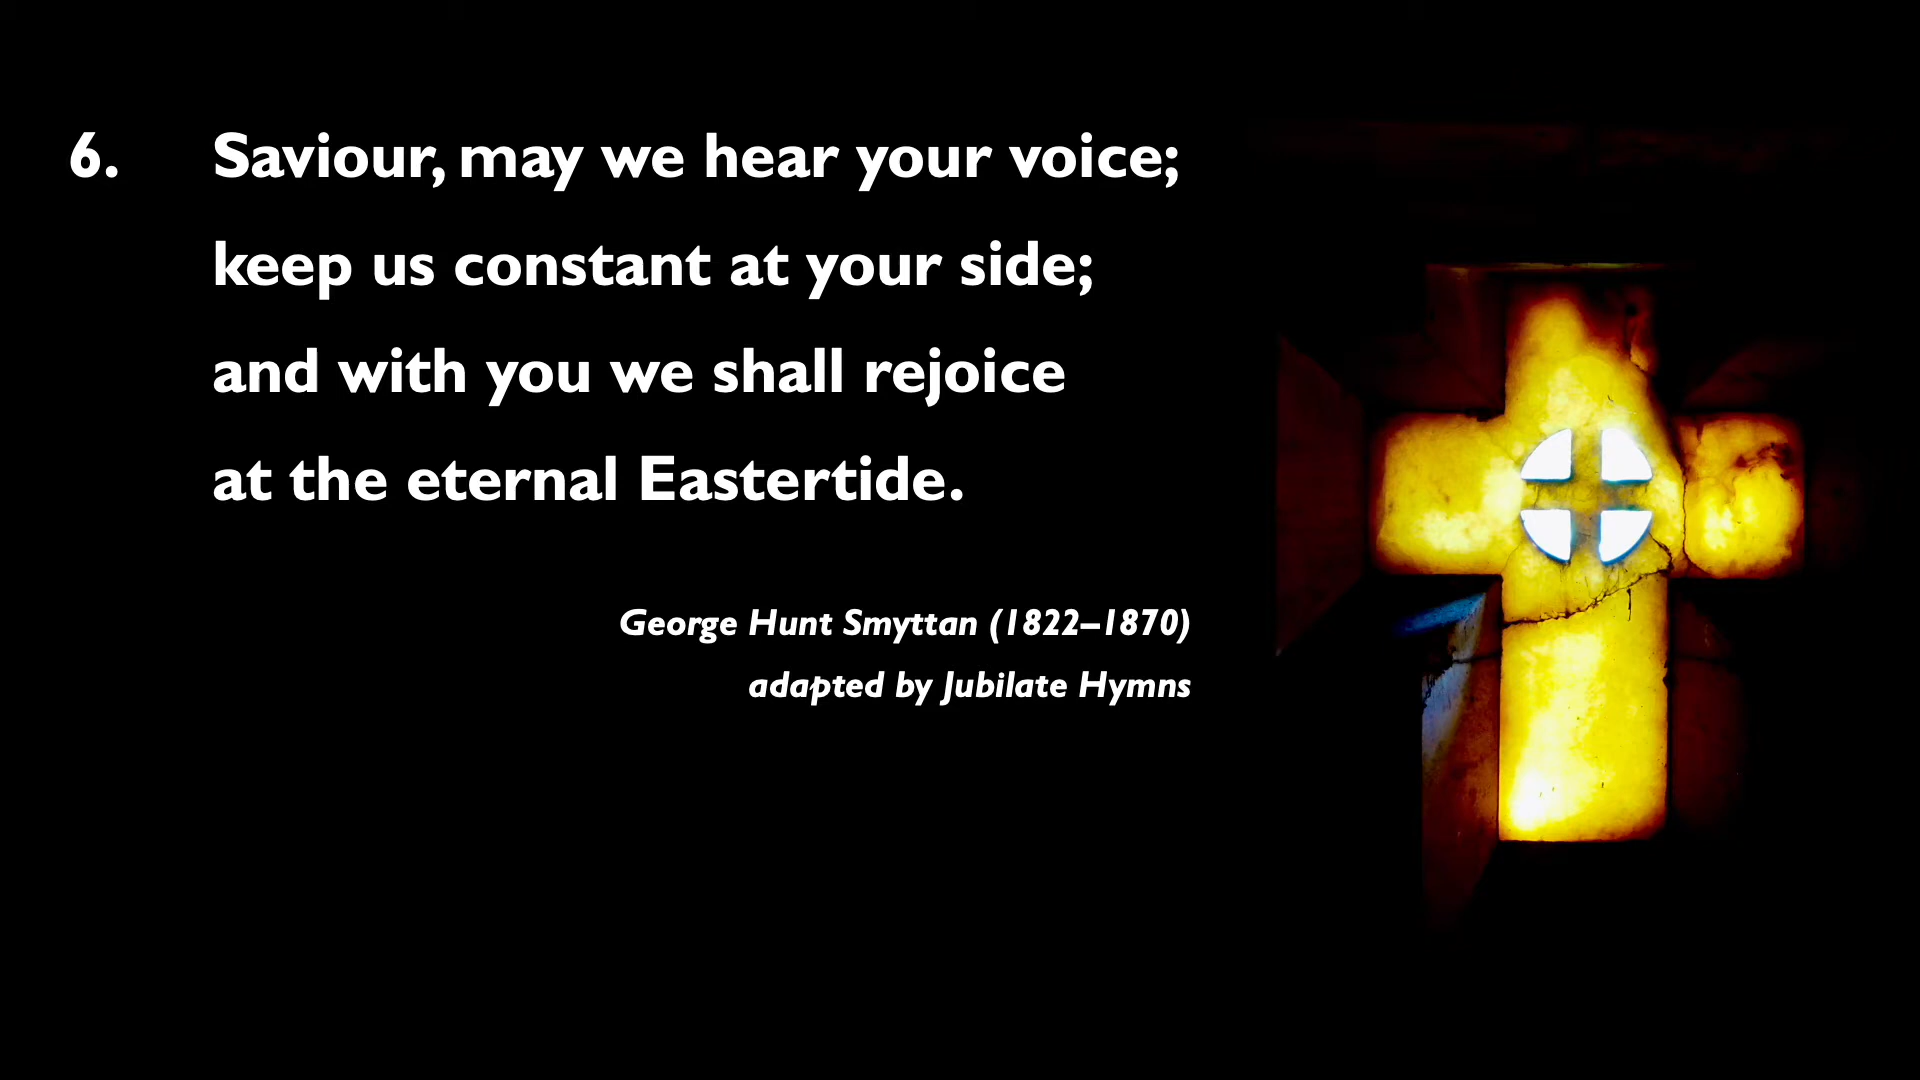 6. Saviour, may we hear your voice;
keep us constant at your side;
and with you we shall rejoice
at the eternal Eastertide.
George Hunt Smyttan (1822–1870)
adapted by Jubilate Hymns